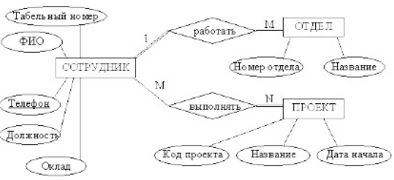 Табельный номер
ФИО
1
работать
М
ОТДЕЛ
СОТРУДНИК
Номер отдела
Название
Телефон
М
выполнять
N
ПРОЕКТ
Должность
Оклад
Код проекта
Название
Дата начала